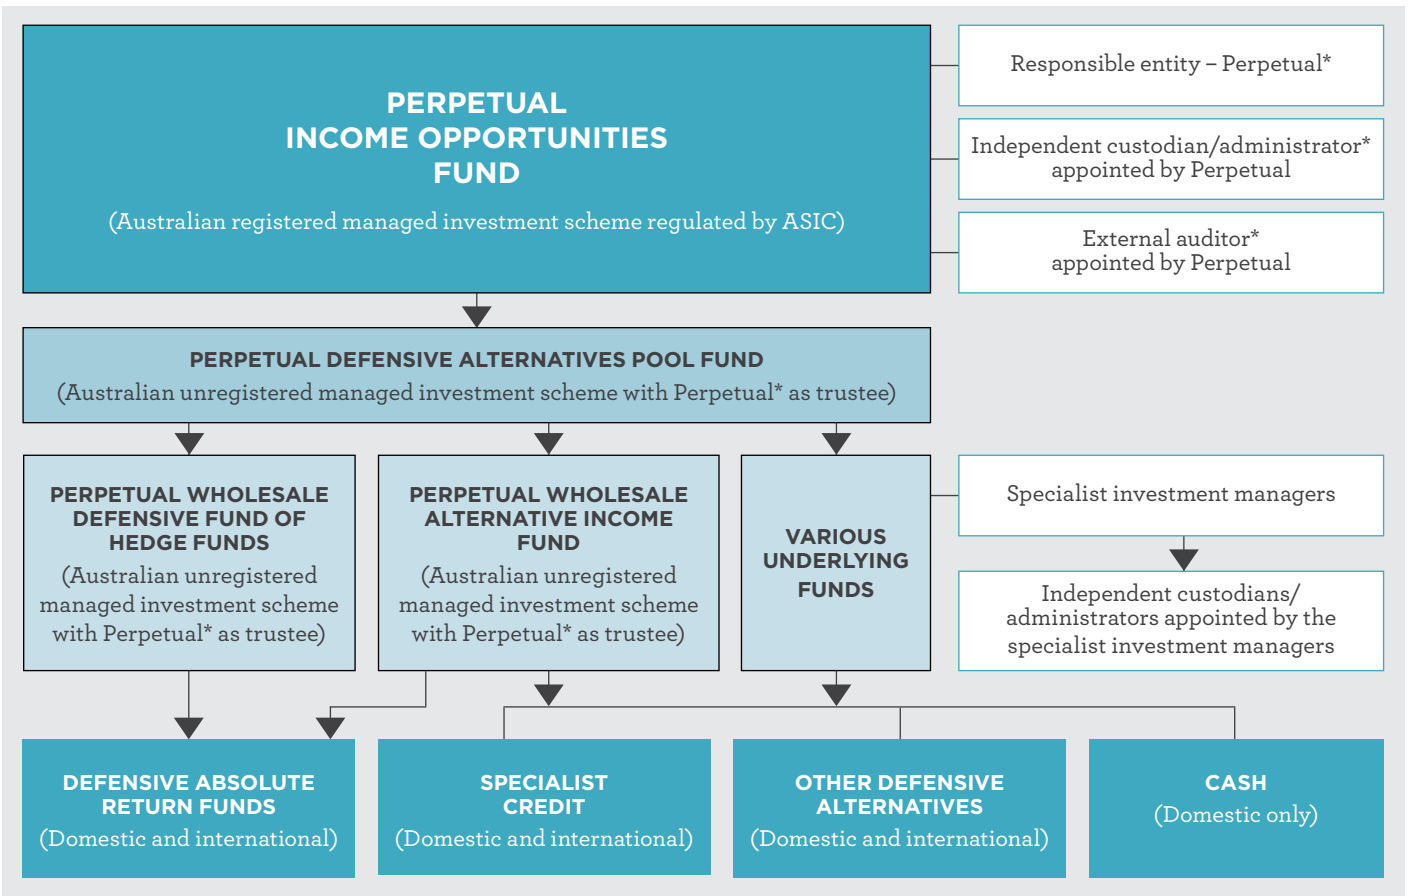 PERPETUAL
INCOME OPPORTUNITIES
FUND
(Australian registered managed investment scheme regulated by ASIC)
Responsible entity – Perpetual*
Independent custodian/administrator*
appointed by Perpetual
External auditor*
appointed by Perpetual
PERPETUAL DEFENSIVE ALTERNATIVES POOL FUND
(Australian unregistered managed investment scheme with Perpetual* as trustee)
PERPETUAL WHOLESALE
DEFENSIVE FUND OF
HEDGE FUNDS
(Australian unregistered
managed investment scheme
with Perpetual* as trustee)
PERPETUAL WHOLESALE
ALTERNATIVE INCOME
FUND
(Australian unregistered
managed investment scheme
with Perpetual* as trustee)
VARIOUS
UNDERLYING
FUNDS
Specialist investment managers
Independent custodians/
administrators appointed by the
specialist investment managers
DEFENSIVE ABSOLUTE
RETURN FUNDS
(Domestic and international)
SPECIALIST
CREDIT
(Domestic and international)
OTHER DEFENSIVE
ALTERNATIVES
(Domestic and international)
CASH
(Domestic only)